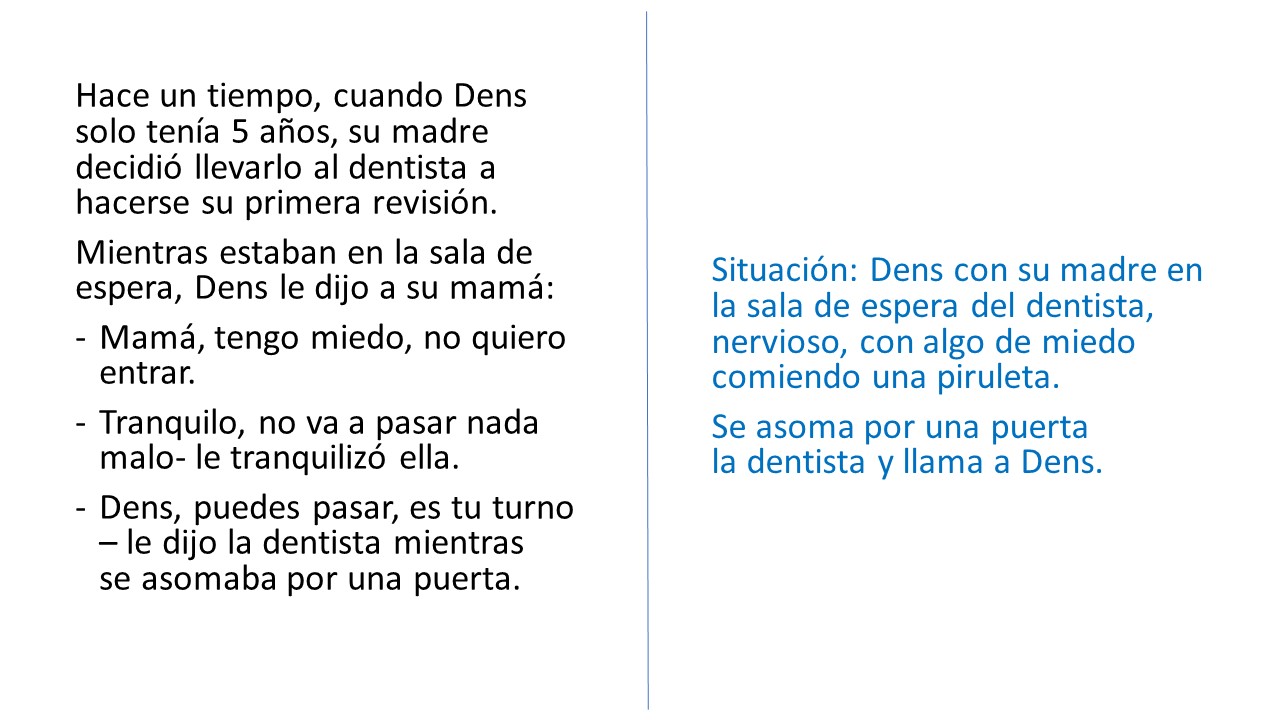 Hace un tiempo, cuando Dens
solo tenía 5 años, su madre
decidió llevarlo al dentista a
hacerse su primera revisión.
Mientras estaban en la sala de
espera, Dens le dijo a su mamá:
- Mamá, tengo miedo, no quiero
entrar.
- Tranquilo, no va a pasar nada
malo- le tranquilizó ella.
- Dens, puedes pasar, es tu turno
– le dijo la dentista mientras
se asomaba por una puerta.
Situación: Dens con su madre en
la sala de espera del dentista,
nervioso, con algo de miedo
comiendo una piruleta.
Se asoma por una puerta
la dentista y llama a Dens.